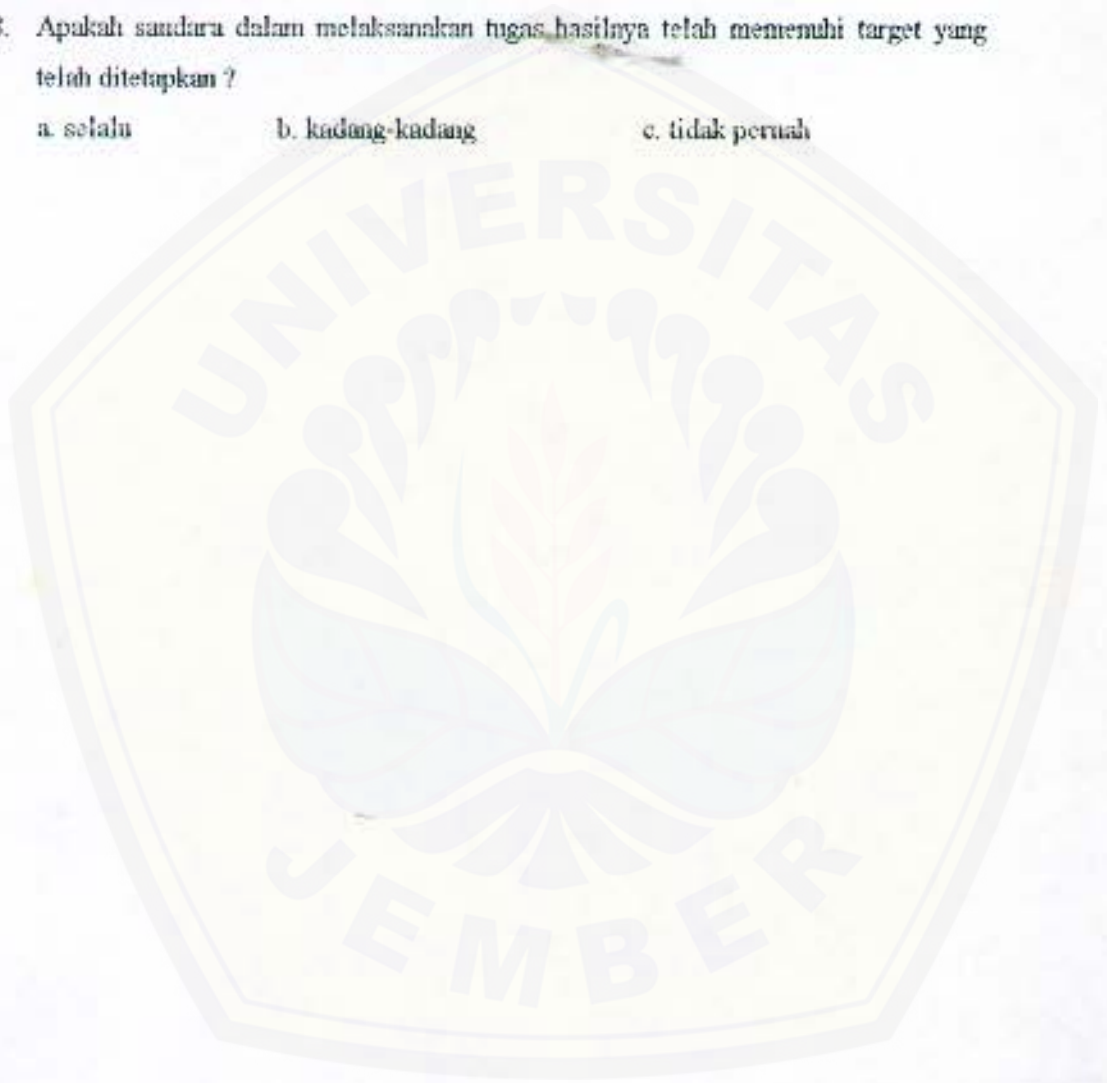 Apakah saudara dalam melaksanakan tugas hasilnya telah memenuhi target yang
telah ditetapkan ?
a. selalu b. kadang-kadang c. tidak pernah
UNIVERSITAS
JEMBER